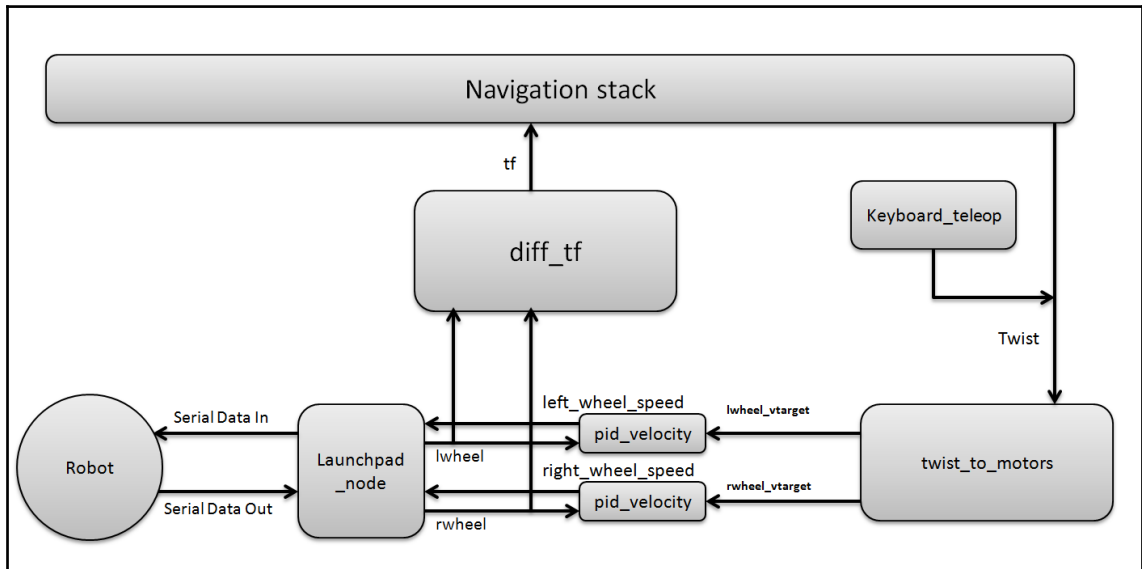 Navigation stack
tf
Keyboard_teleop
diff_tf
Twist
Serial Data In
left_wheel_speed
lwheel_vtarget
pid_velocity
Launchpad
_node
lwheel
Robot
twist_to_motors
right_wheel_speed
rwheel_vtarget
pid_velocity
Serial Data Out
rwheel